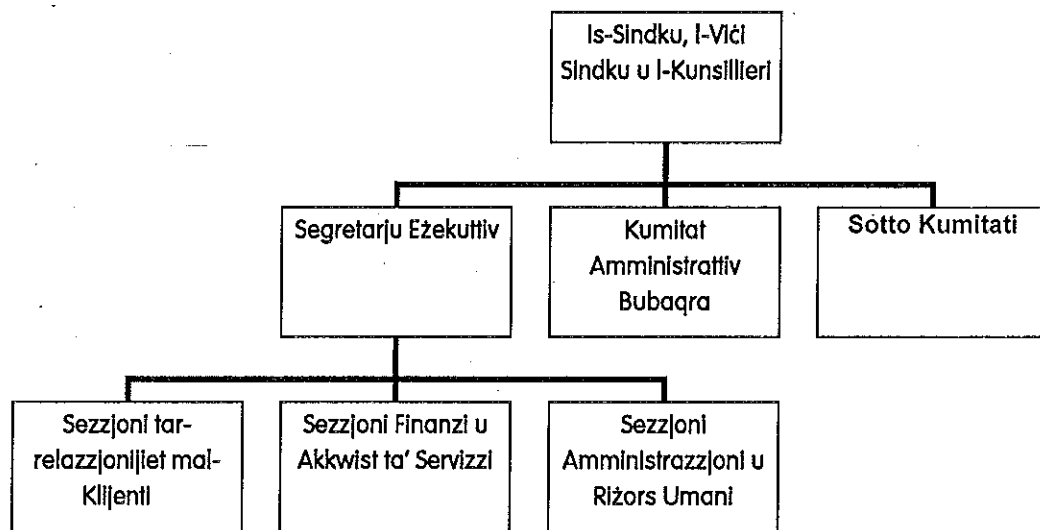 Is-Sindku, l-Viċi
Sindku u l-Kunsillieri
Segretarju Eżekuttiv
Kumitat
Amministrattiv
Bubaqra
Sotto Kumitati
Sezzjoni tar-
relazzjonijiet mal-
Klijenti
Sezzjoni Finanzi u
Akkwist ta' Servizzi
Sezzjoni
Amministrazzjoni u
Riżors Umani